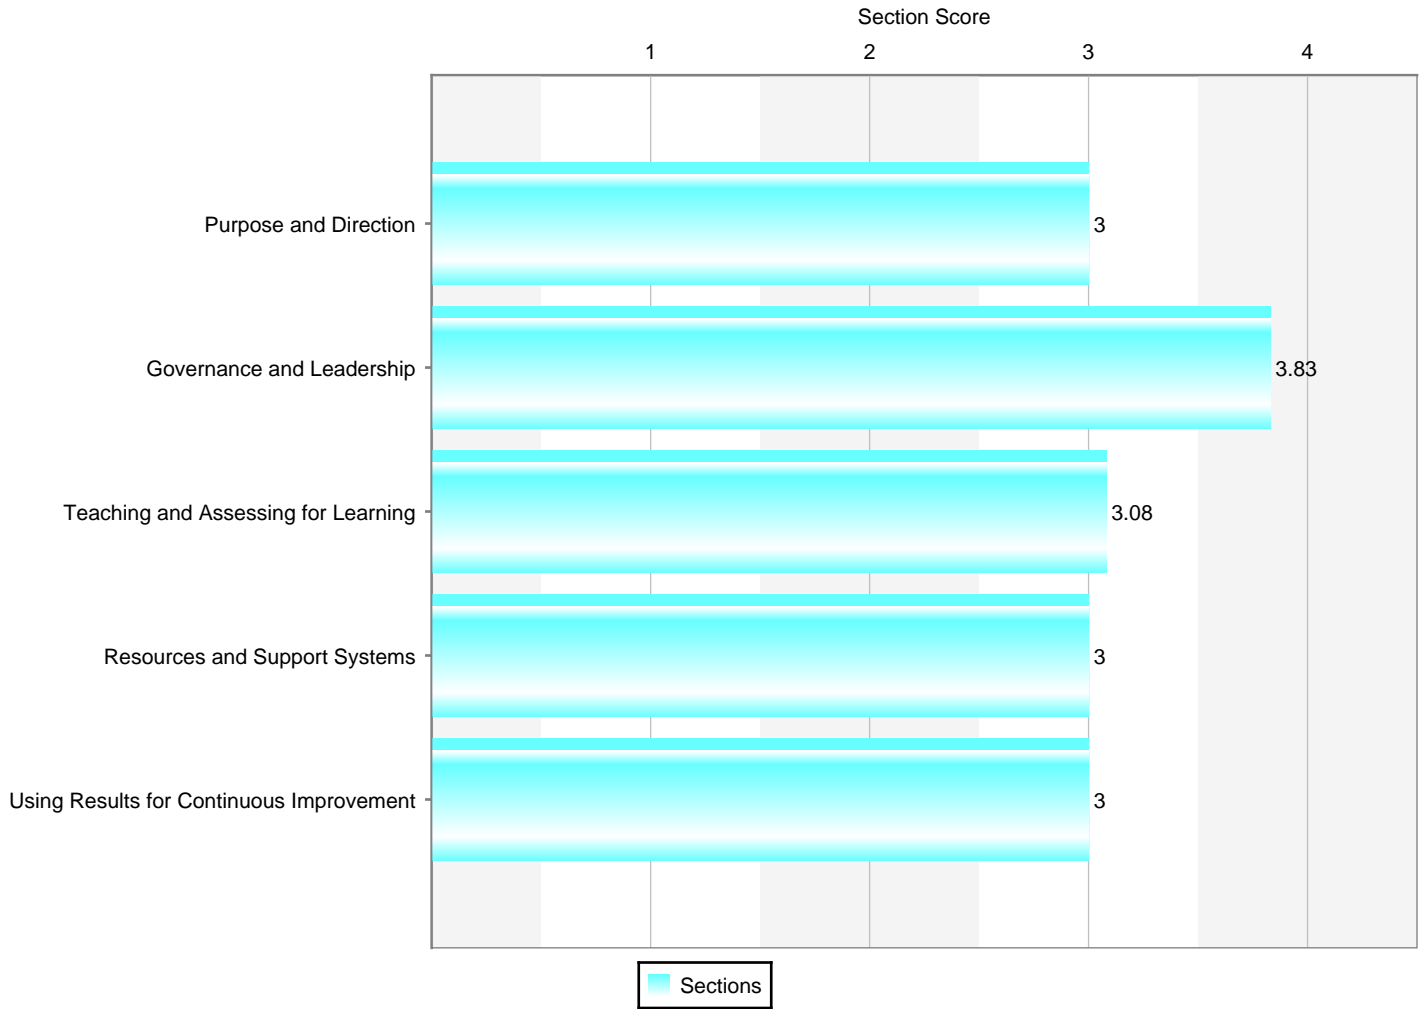 Section Score
1 2 3 4
Purpose and Direction 3
Governance and Leadership 3.83
Teaching and Assessing for Learning 3.08
Resources and Support Systems 3
Using Results for Continuous Improvement 3
Sections